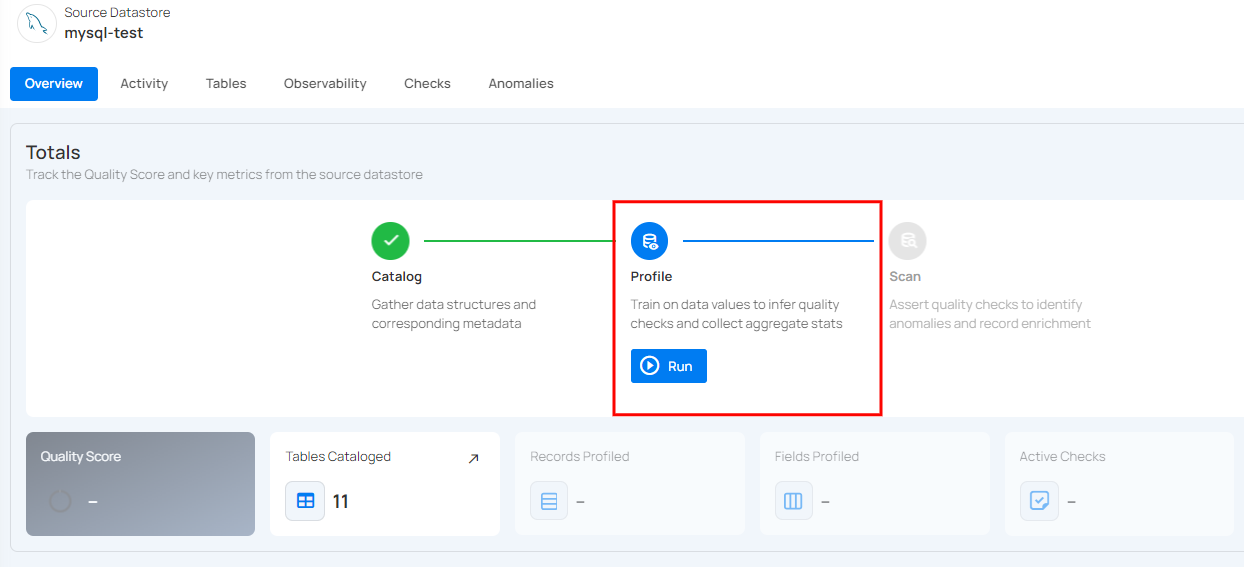 Source Datastore
mysql-test
Overview
Activity
Tables
Observability
Checks
Anomalies
Totals
Track the Quality Score and key metrics from the source datastore
Catalog
Gather data structures and
corresponding metadata
Profile
Train on data values to infer quality
checks and collect aggregate stats
Run
Scan
Assert quality checks to identify
anomalies and record enrichment
Quality Score
–
Tables Cataloged
11
Records Profiled
–
Fields Profiled
–
Active Checks
–